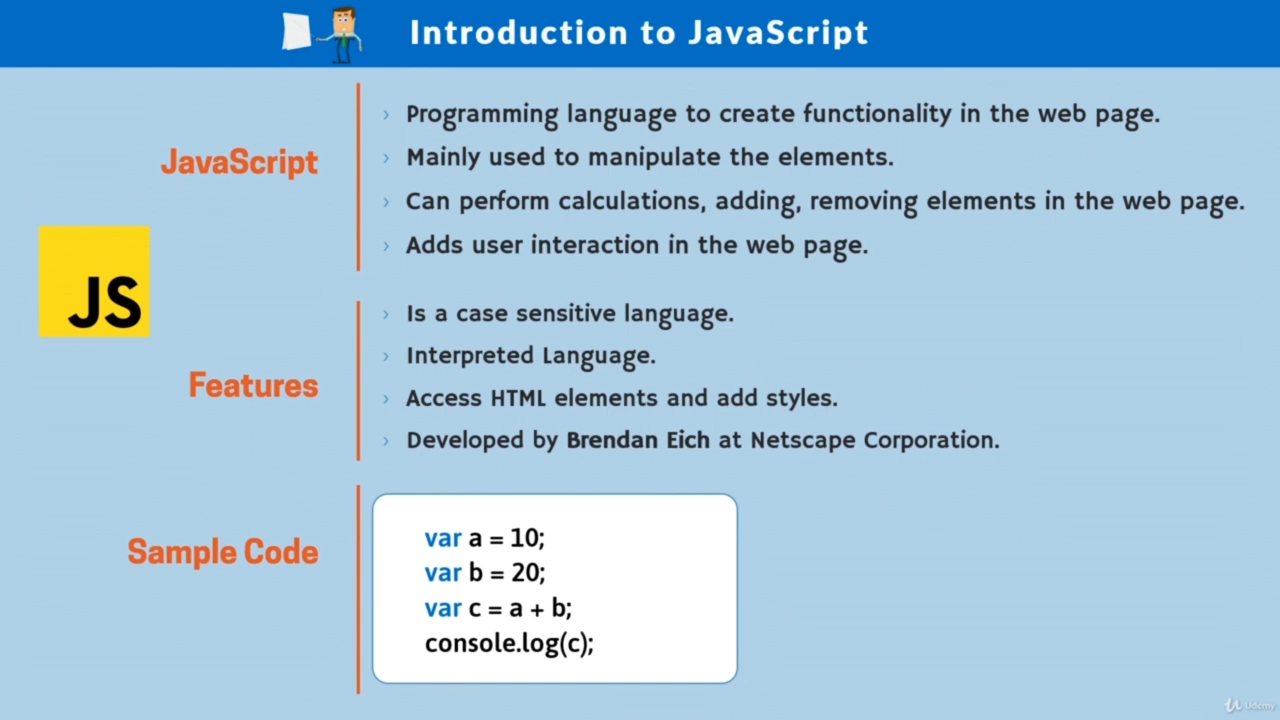 Introduction to JavaScript
JavaScript
› Programming language to create functionality in the web page.
› Mainly used to manipulate the elements.
› Can perform calculations, adding, removing elements in the web page.
› Adds user interaction in the web page.
JS
Features
› Is a case sensitive language.
› Interpreted Language.
› Access HTML elements and add styles.
› Developed by Brendan Eich at Netscape Corporation.
Sample Code
var a = 10;
var b = 20;
var c = a + b;
console.log(c);
Udemy